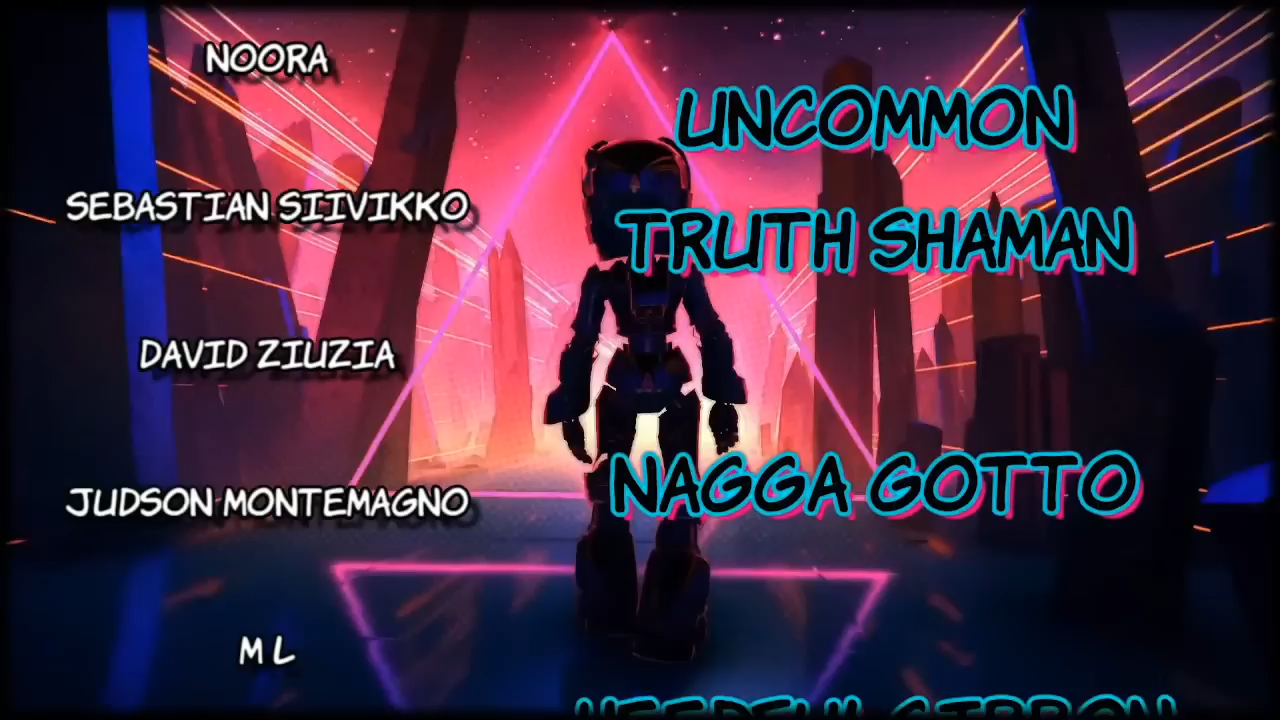 NOORA
SEBASTIAN SIIVIKKO
DAVID ZIUZIA
JUDSON MONTEMAGNO
M L
UNCOMMON
TRUTH SHAMAN
NAGGA GOTTO